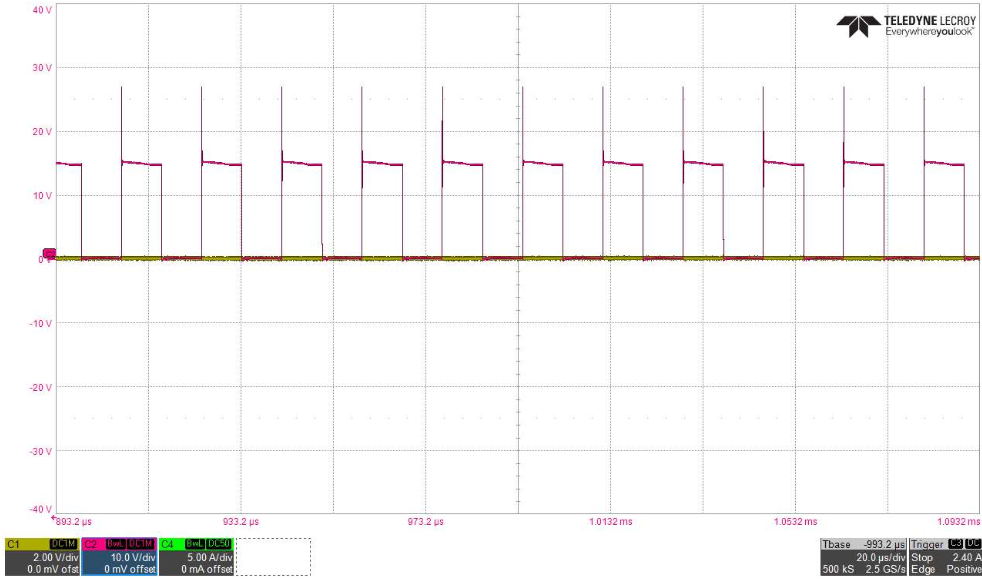 40 V
TELEDYNE LECROY
Everywhereyoulook™
30 V
20 V
10 V
C2
0 V
-10 V
-20 V
-30 V
-40 V
893.2 µs 933.2 µs 973.2 µs 1.0132 ms 1.0532 ms 1.0932 ms
C1 DC1M C2 BwL DC1M C4 BwL DC50 Tbase -993.2 µs Trigger C3 DC
2.00 V/div 10.0 V/div 5.00 A/div 20.0 µs/div Stop 2.40 A
0.0 mV ofst 0 mV offset 0 mA offset 500 kS 2.5 GS/s Edge Positive